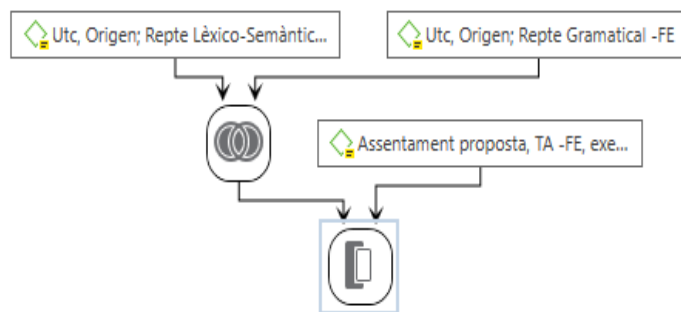 Utc, Origen; Repte Lèxico-Semàntic...
Utc, Origen; Repte Gramatical -FE
Assentament proposta, TA -FE, exe...